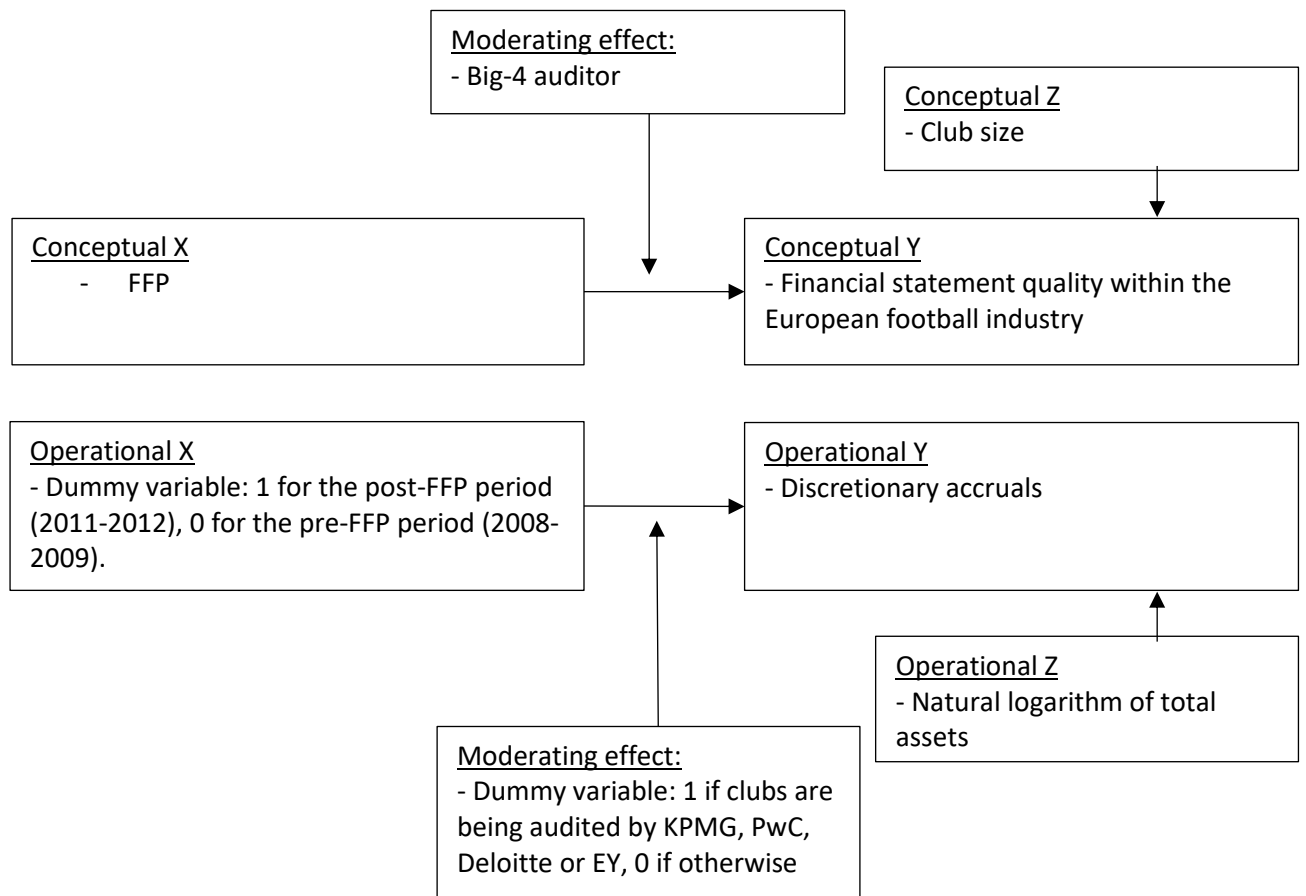 Moderating effect:
- Big-4 auditor
Conceptual Z
- Club size
Conceptual X
- FFP
Conceptual Y
- Financial statement quality within the
European football industry
Operational X
- Dummy variable: 1 for the post-FFP period
(2011-2012), 0 for the pre-FFP period (2008-
2009).
Operational Y
- Discretionary accruals
Operational Z
- Natural logarithm of total
assets
Moderating effect:
- Dummy variable: 1 if clubs are
being audited by KPMG, PwC,
Deloitte or EY, 0 if otherwise